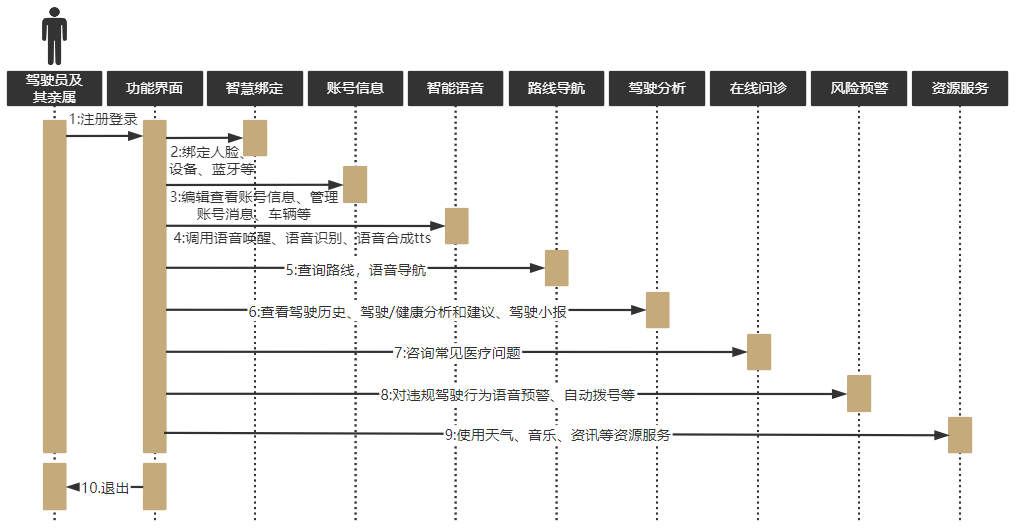 驾驶员及
其亲属
功能界面
智慧绑定
账号信息
智能语音
路线导航
驾驶分析
在线问诊
风险预警
资源服务
1:注册登录
2:绑定人脸、
设备、蓝牙等
3:编辑查看账号信息、管理
账号消息、车辆等
4:调用语音唤醒、语音识别、语音合成tts
5:查询路线，语音导航
6:查看驾驶历史、驾驶/健康分析和建议、驾驶小报
7:咨询常见医疗问题
8:对违规驾驶行为语音预警、自动拨号等
9:使用天气、音乐、资讯等资源服务
10.退出